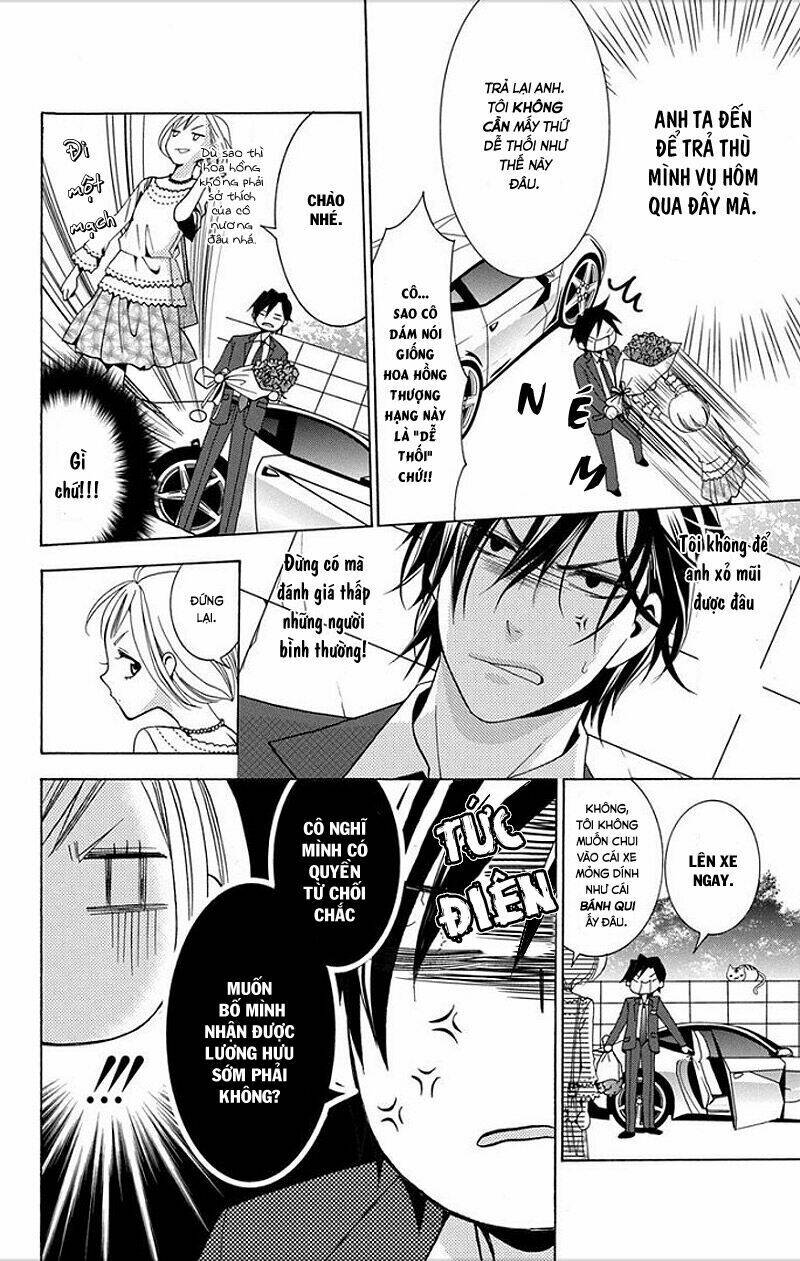 ANH TA ĐẾN
ĐỂ TRẢ THÙ
MÌNH VỤ HÔM
QUA ĐÂY MÀ.
TRẢ LẠI ANH.
TÔI KHÔNG
CẦN MẤY THỨ
DỄ THỐI NHƯ
THẾ NÀY
ĐÂU.
NÉM
CÔ...
SAO CÔ
DÁM NÓI
GIỐNG
HOA HỒNG
THƯỢNG
HẠNG NÀY
LÀ "DỄ
THỐI"
CHỨ!!
CHÀO
NHÉ.
Dù sao thì
hoa hồng
không phải
sở thích
của cô
nương
đâu nhá.
Đi
một
mạch
Gì
chứ!!!
Tôi không để
anh xỏ mũi
được đâu
Đừng có mà
đánh giá thấp
những người
bình thường!
ĐỨNG
LẠI.
LÊN XE
NGAY.
KHÔNG,
TÔI KHÔNG
MUỐN CHUI
VÀO CÁI XE
MỎNG DÍNH
NHƯ CÁI
BÁNH QUI
ẤY ĐÂU.
TỨC
ĐIÊN
CÔ NGHĨ
MÌNH CÓ
QUYỀN
TỪ CHỐI
CHẮC
MUỐN
BỐ MÌNH
NHẬN ĐƯỢC
LƯƠNG HƯU
SỚM PHẢI
KHÔNG?
!!!